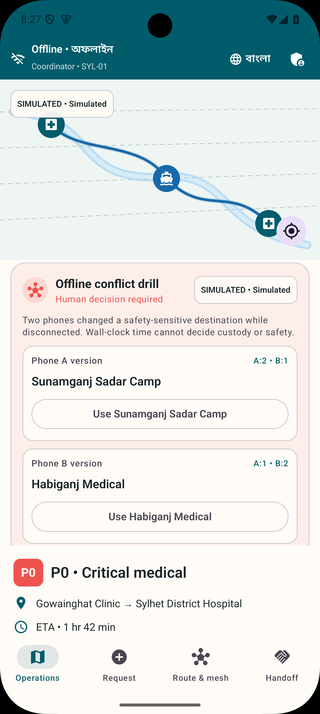 8:27
Offline • অফলাইন
Coordinator • SYL-01
বাংলা
SIMULATED • Simulated
Offline conflict drill
Human decision required
SIMULATED • Simulated
Two phones changed a safety-sensitive destination while
disconnected. Wall-clock time cannot decide custody or safety.
Phone A version
A:2 • B:1
Sunamganj Sadar Camp
Use Sunamganj Sadar Camp
Phone B version
A:1 • B:2
Habiganj Medical
Use Habiganj Medical
P0
P0 • Critical medical
Gowainghat Clinic → Sylhet District Hospital
ETA • 1 hr 42 min
Operations
Request
Route & mesh
Handoff